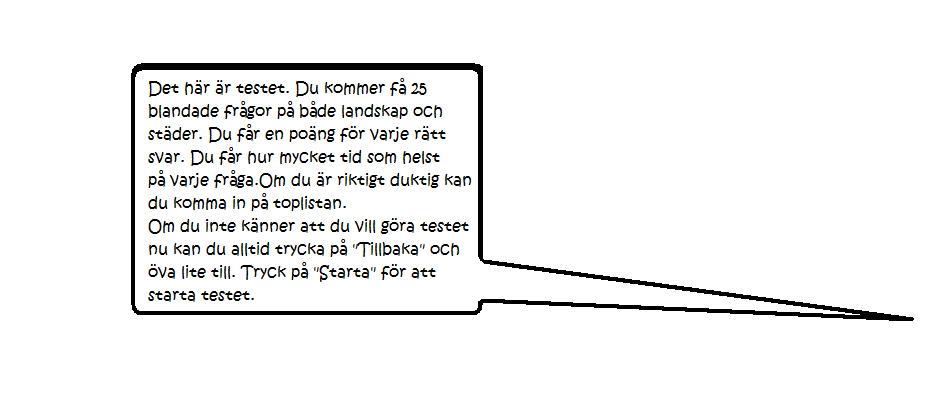 Det här är testet. Du kommer få 25
blandade frågor på både landskap och
städer. Du får en poäng för varje rätt
svar. Du får hur mycket tid som helst
på varje fråga.Om du är riktigt duktig kan
du komma in på toplistan.
Om du inte känner att du vill göra testet
nu kan du alltid trycka på "Tillbaka" och
öva lite till. Tryck på "Starta" för att
starta testet.